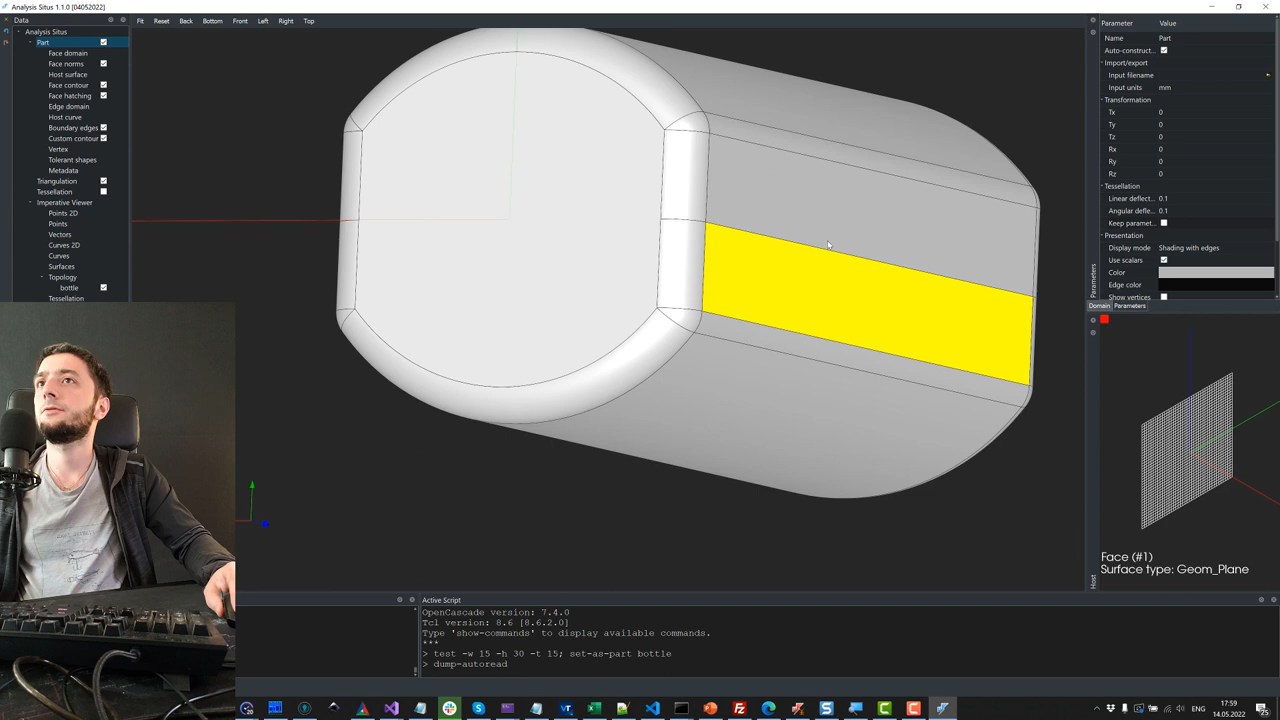 Analysis Situs 1.1.0 [04052022]
Data
Analysis Situs
Part
Face domain
Face norms
Host surface
Face contour
Face hatching
Edge domain
Host curve
Boundary edges
Custom contour
Vertex
Tolerant shapes
Metadata
Triangulation
Tessellation
Imperative Viewer
Points 2D
Points
Vectors
Curves 2D
Curves
Surfaces
Topology
bottle
Tessellation
Fit Reset Back Bottom Front Left Right Top
Parameter Value
Name Part
Auto-construct...
Import/export
Input filename
Input units mm
Transformation
Tx 0
Ty 0
Tz 0
Rx 0
Ry 0
Rz 0
Tessellation
Linear deflect... 0.1
Angular defle... 0.1
Keep paramet...
Presentation
Display mode Shading with edges
Use scalars
Color
Edge color
Show vertices
Parameters
Domain Parameters
Face (#1)
Surface type: Geom_Plane
Host
Active Script
OpenCascade version: 7.4.0
Tcl version: 8.6 [8.6.2.0]
Type 'show-commands' to display available commands.
***
> test -w 15 -h 30 -t 15; set-as-part bottle
> dump-autoread
ENG
17:59
14.05.2022